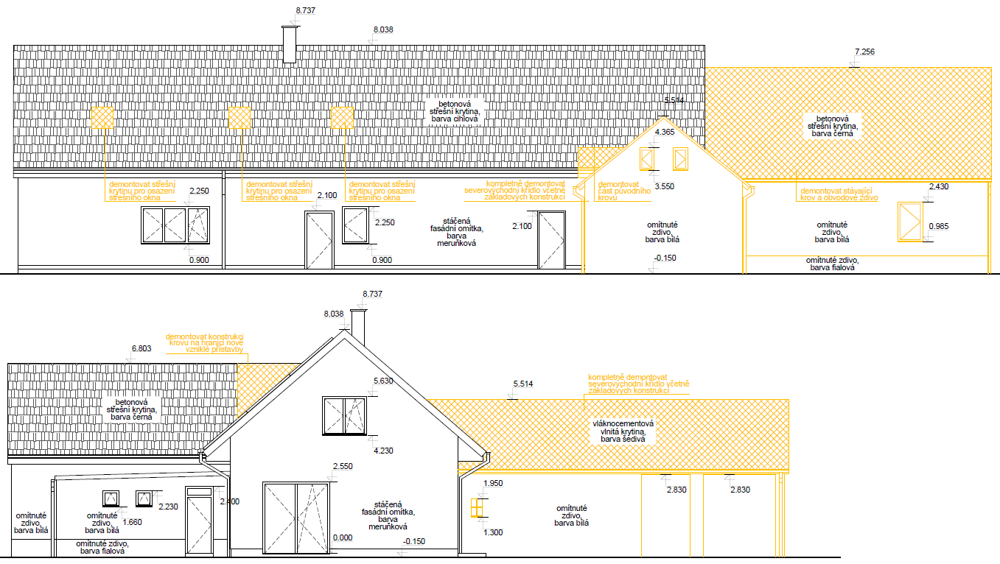 8.737
8.038
7.256
5.514
betonová
střešní krytina,
barva cihlová
betonová
střešní krytina,
barva černá
4.365
3.550
demontovat střešní
krytinu pro osazení
střešního okna
demontovat střešní
krytinu pro osazení
střešního okna
demontovat střešní
krytinu pro osazení
střešního okna
kompletně demontovat
severovýchodní křídlo včetně
základových konstrukcí
demontovat
část původního
krovu
demontovat stávající
krov a obvodové zdivo
2.250
2.100
2.250
2.100
2.430
0.985
stáčená
fasádní omítka,
barva
meruňková
omítnuté
zdivo,
barva bílá
omítnuté
zdivo,
barva bílá
0.900
0.900
-0.150
omítnuté zdivo,
barva fialová
8.737
8.038
demontovat konstrukci
krovu na hranici nově
vzniklé přístavby
6.803
5.630
5.514
kompletně demontovat
severovýchodní křídlo včetně
základových konstrukcí
betonová
střešní krytina,
barva černá
vláknocementová
vlnitá krytina,
barva šedivá
4.230
2.550
1.950
2.830
2.830
2.400
2.230
1.660
stáčená
fasádní omítka,
barva
meruňková
omítnuté
zdivo,
barva bílá
omítnuté
zdivo,
barva bílá
omítnuté
zdivo,
barva bílá
1.300
0.000
-0.150
omítnuté zdivo,
barva fialová